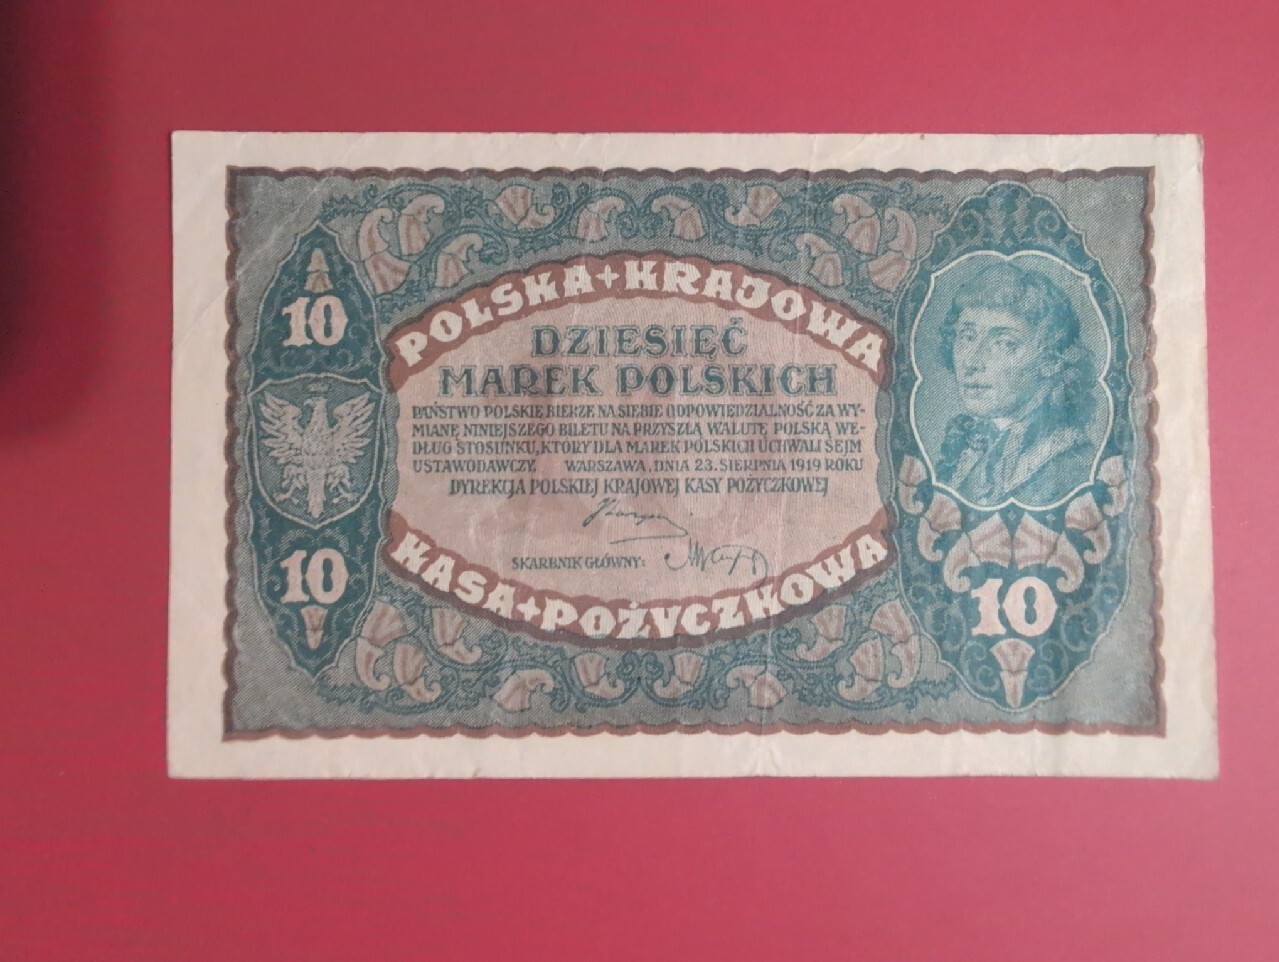 POLSKA+KRAJOWA
10
DZIESIĘĆ
MAREK POLSKICH
PAŃSTWO POLSKIE BIERZE NA SIEBIE ODPOWIEDZIALNOŚĆ ZA WY-
MIANĘ NINIEJSZEGO BILETU NA PRZYSZŁĄ WALUTĘ POLSKĄ WE-
DŁUG STOSUNKU, KTÓRY DLA MAREK POLSKICH UCHWALI SEJM
USTAWODAWCZY. WARSZAWA, DNIA 23. SIERPNIA 1919 ROKU
DYREKCJA POLSKIEJ KRAJOWEJ KASY POŻYCZKOWEJ
SKARBNIK GŁÓWNY:
10
10
KASA+POŻYCZKOWA